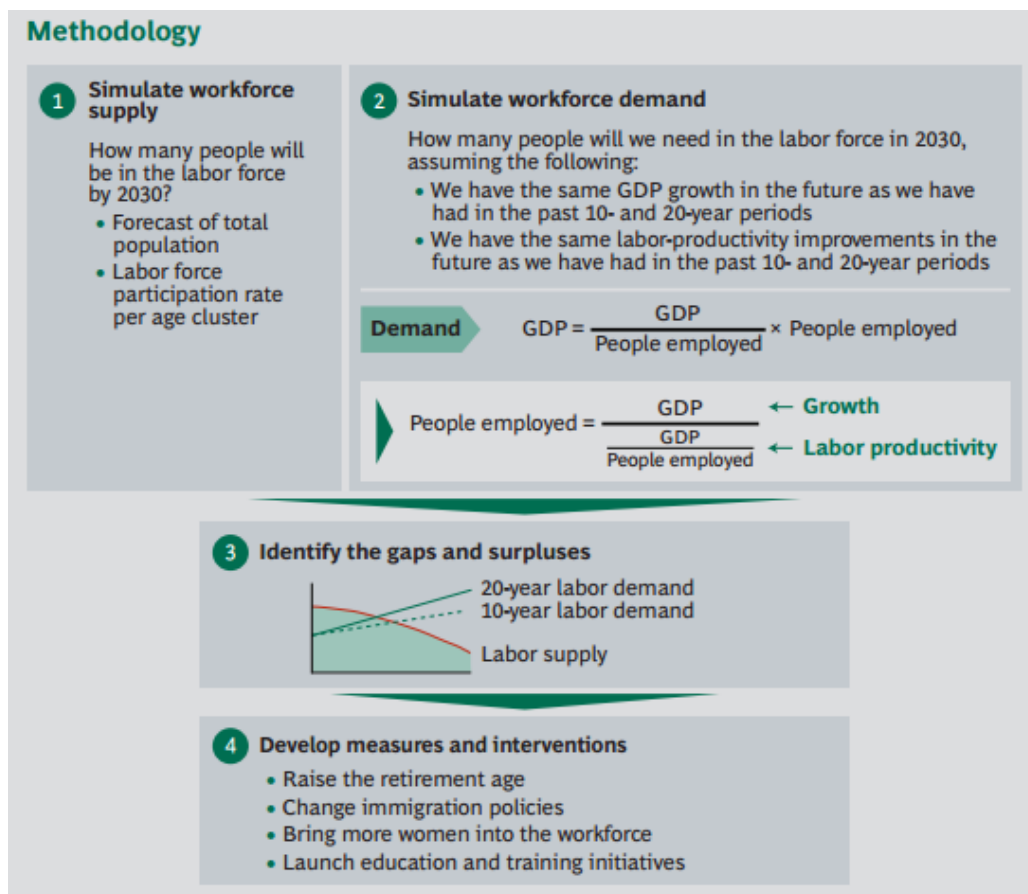 Methodology
1 Simulate workforce
supply
How many people will
be in the labor force
by 2030?
• Forecast of total
population
• Labor force
participation rate
per age cluster
2 Simulate workforce demand
How many people will we need in the labor force in 2030,
assuming the following:
• We have the same GDP growth in the future as we have
had in the past 10- and 20-year periods
• We have the same labor-productivity improvements in the
future as we have had in the past 10- and 20-year periods
Demand
GDP = GDP / People employed × People employed
People employed = GDP / (GDP / People employed)
← Growth
← Labor productivity
3 Identify the gaps and surpluses
20-year labor demand
10-year labor demand
Labor supply
4 Develop measures and interventions
• Raise the retirement age
• Change immigration policies
• Bring more women into the workforce
• Launch education and training initiatives